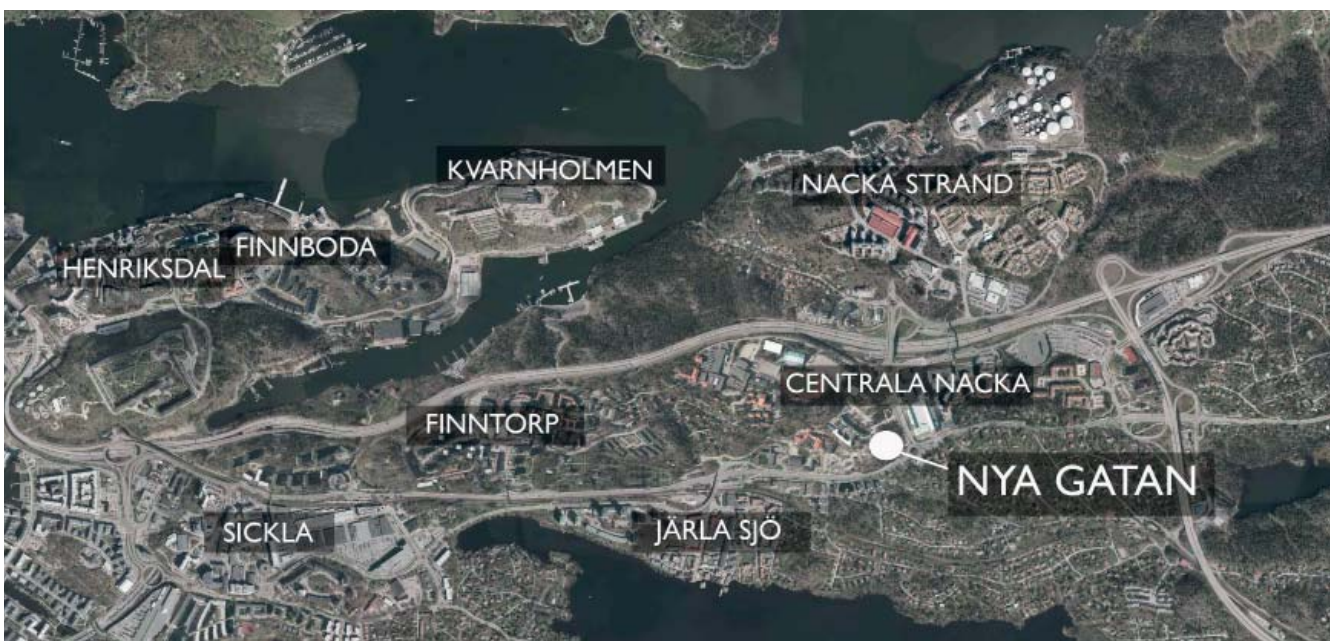 KVARNHOLMEN
NACKA STRAND
FINNBODA
HENRIKSDAL
CENTRALA NACKA
FINNTORP
NYA GATAN
SICKLA
JÄRLA SJÖ